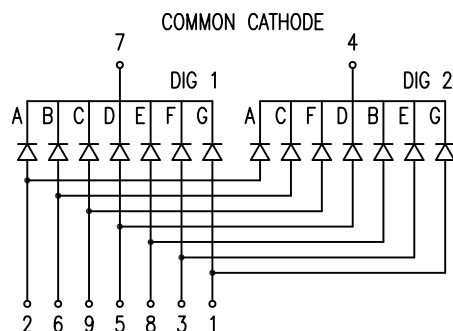 COMMON CATHODE
7 4
DIG 1 DIG 2
A B C D E F G A C F D B E G
2 6 9 5 8 3 1